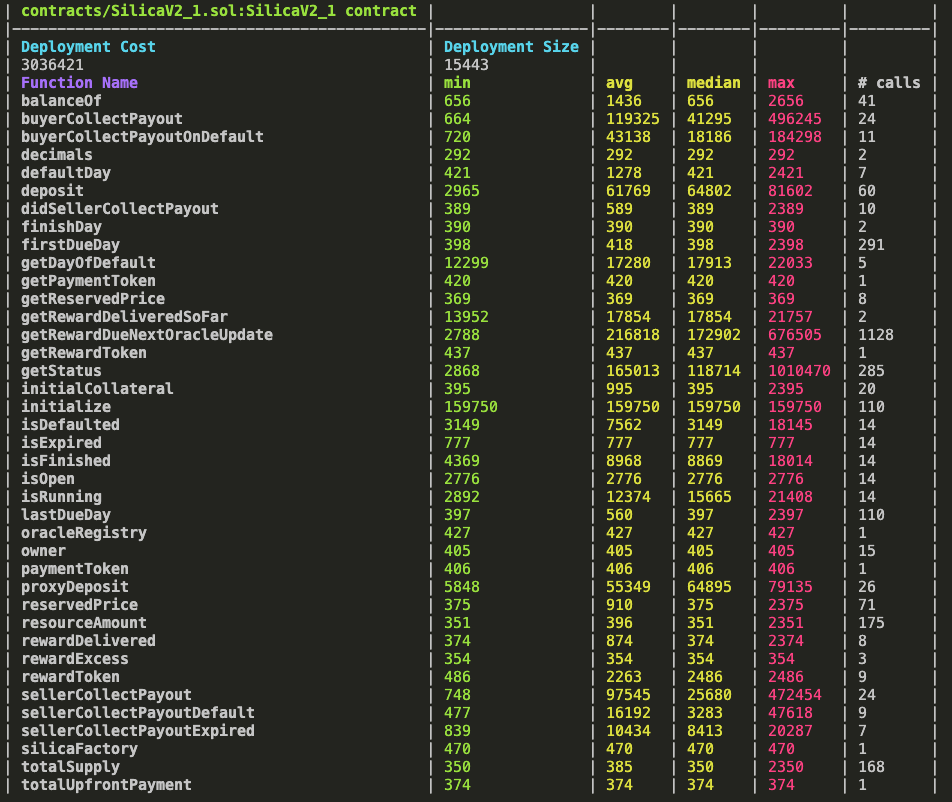 contracts/SilicaV2_1.sol:SilicaV2_1 contract
Deployment Cost Deployment Size
3036421 15443
Function Name min avg median max # calls
balanceOf 656 1436 656 2656 41
buyerCollectPayout 664 119325 41295 496245 24
buyerCollectPayoutOnDefault 720 43138 18186 184298 11
decimals 292 292 292 292 2
defaultDay 421 1278 421 2421 7
deposit 2965 61769 64802 81602 60
didSellerCollectPayout 389 589 389 2389 10
finishDay 390 390 390 390 2
firstDueDay 398 418 398 2398 291
getDayOfDefault 12299 17280 17913 22033 5
getPaymentToken 420 420 420 420 1
getReservedPrice 369 369 369 369 8
getRewardDeliveredSoFar 13952 17854 17854 21757 2
getRewardDueNextOracleUpdate 2788 216818 172902 676505 1128
getRewardToken 437 437 437 437 1
getStatus 2868 165013 118714 1010470 285
initialCollateral 395 995 395 2395 20
initialize 159750 159750 159750 159750 110
isDefaulted 3149 7562 3149 18145 14
isExpired 777 777 777 777 14
isFinished 4369 8968 8869 18014 14
isOpen 2776 2776 2776 2776 14
isRunning 2892 12374 15665 21408 14
lastDueDay 397 560 397 2397 110
oracleRegistry 427 427 427 427 1
owner 405 405 405 405 15
paymentToken 406 406 406 406 1
proxyDeposit 5848 55349 64895 79135 26
reservedPrice 375 910 375 2375 71
resourceAmount 351 396 351 2351 175
rewardDelivered 374 874 374 2374 8
rewardExcess 354 354 354 354 3
rewardToken 486 2263 2486 2486 9
sellerCollectPayout 748 97545 25680 472454 24
sellerCollectPayoutDefault 477 16192 3283 47618 9
sellerCollectPayoutExpired 839 10434 8413 20287 7
silicaFactory 470 470 470 470 1
totalSupply 350 385 350 2350 168
totalUpfrontPayment 374 374 374 374 1